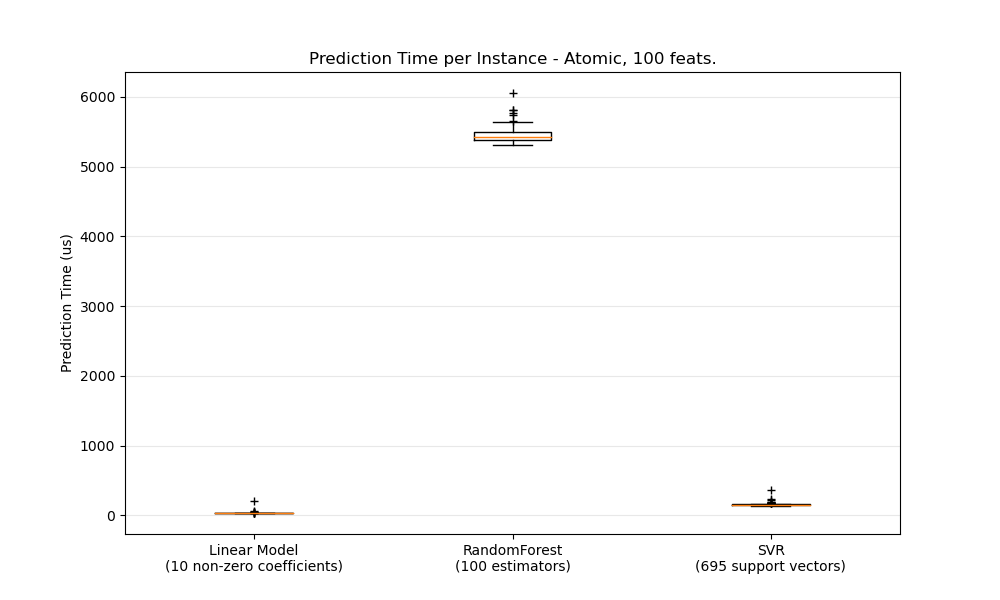 Prediction Time per Instance - Atomic, 100 feats.
Prediction Time (us)
6000
5000
4000
3000
2000
1000
0
Linear Model
(10 non-zero coefficients)
RandomForest
(100 estimators)
SVR
(695 support vectors)